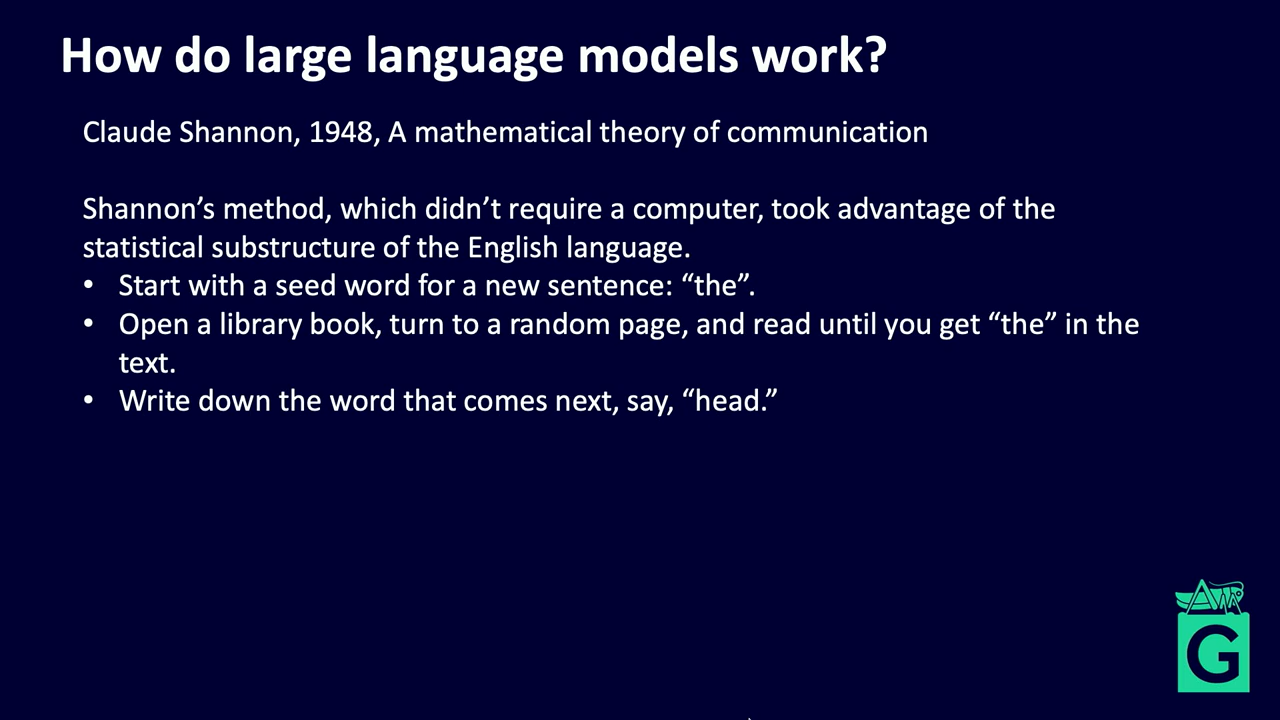 How do large language models work?
Claude Shannon, 1948, A mathematical theory of communication
Shannon’s method, which didn’t require a computer, took advantage of the
statistical substructure of the English language.
• Start with a seed word for a new sentence: “the”.
• Open a library book, turn to a random page, and read until you get “the” in the
text.
• Write down the word that comes next, say, “head.”
G